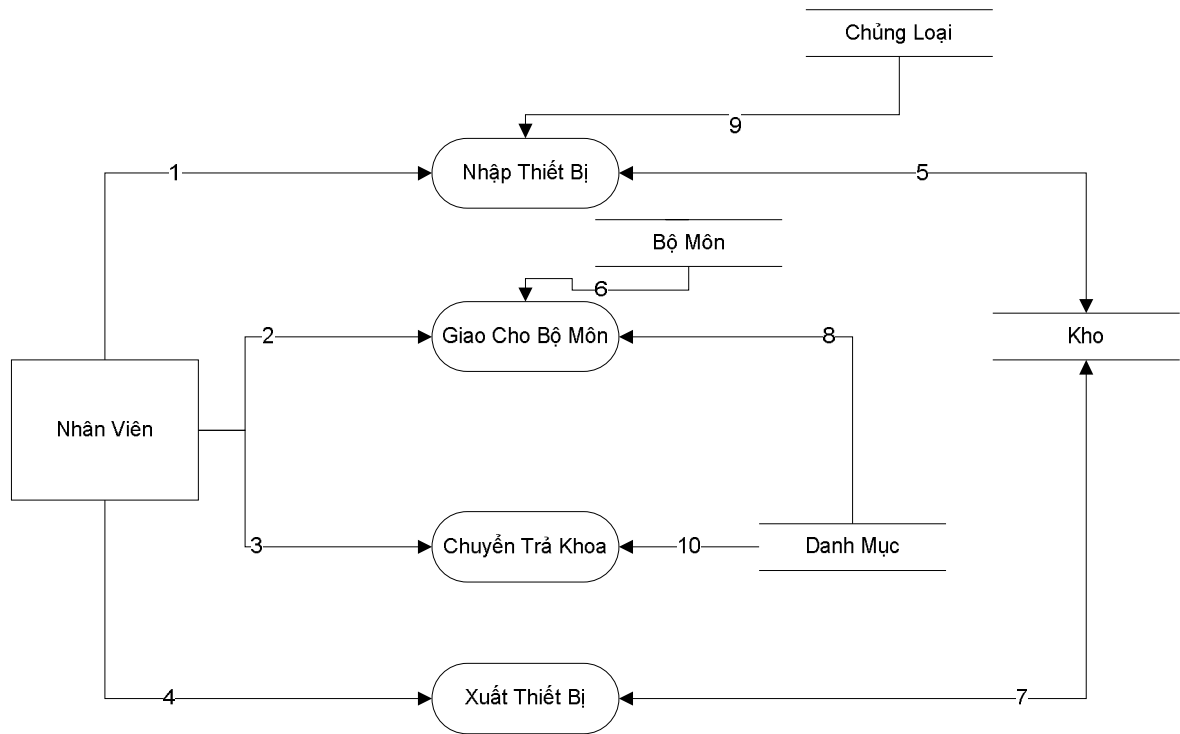 Chủng Loại
9
1
Nhập Thiết Bị
5
Bộ Môn
6
2
Giao Cho Bộ Môn
8
Kho
Nhân Viên
3
Chuyển Trả Khoa
10
Danh Mục
4
Xuất Thiết Bị
7